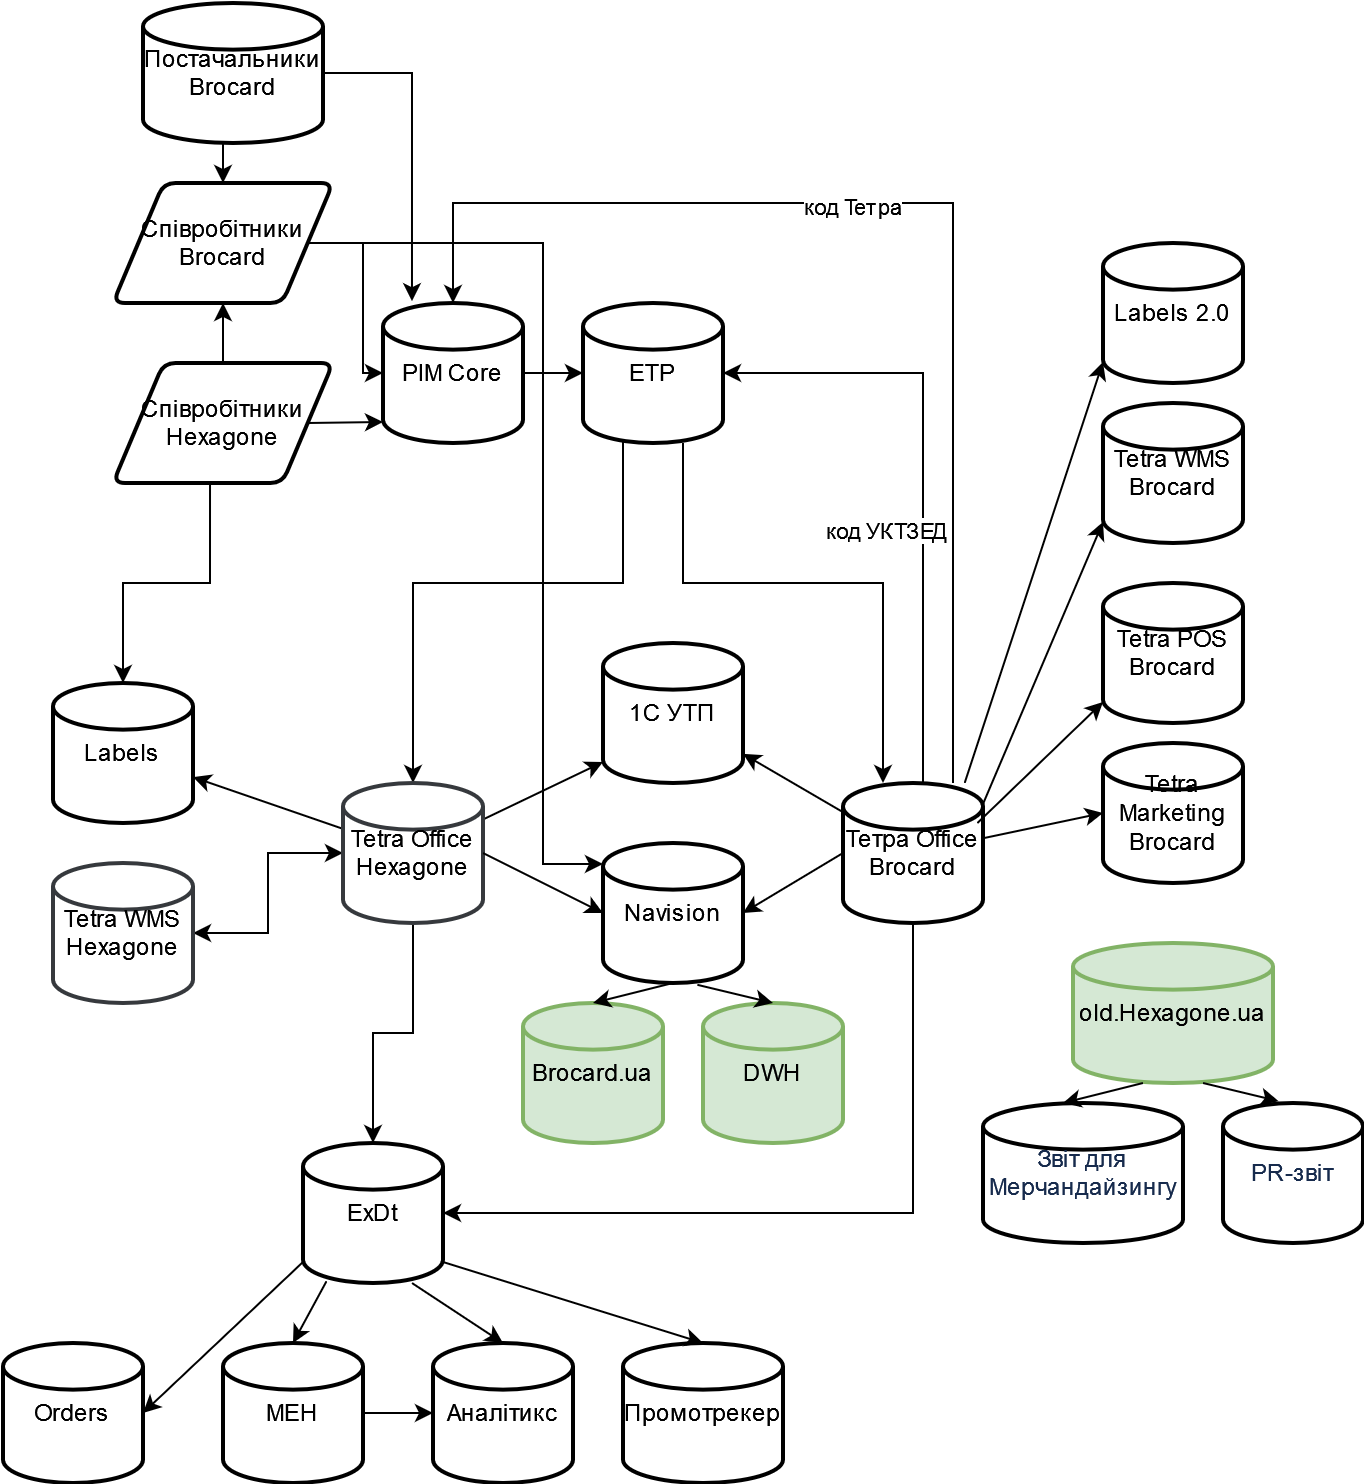 Постачальники
Brocard
Співробітники
Brocard
код Тетра
Labels 2.0
PIM Core
ETP
Співробітники
Hexagone
Tetra WMS
Brocard
код УКТЗЕД
Tetra POS
Brocard
1С УТП
Labels
Tetra
Marketing
Brocard
Tetra Office
Hexagone
Тетра Office
Brocard
Navision
Tetra WMS
Hexagone
old.Hexagone.ua
Brocard.ua
DWH
Звіт для
Мерчандайзингу
PR-звіт
ExDt
Orders
МЕН
Аналітикс
Промотрекер